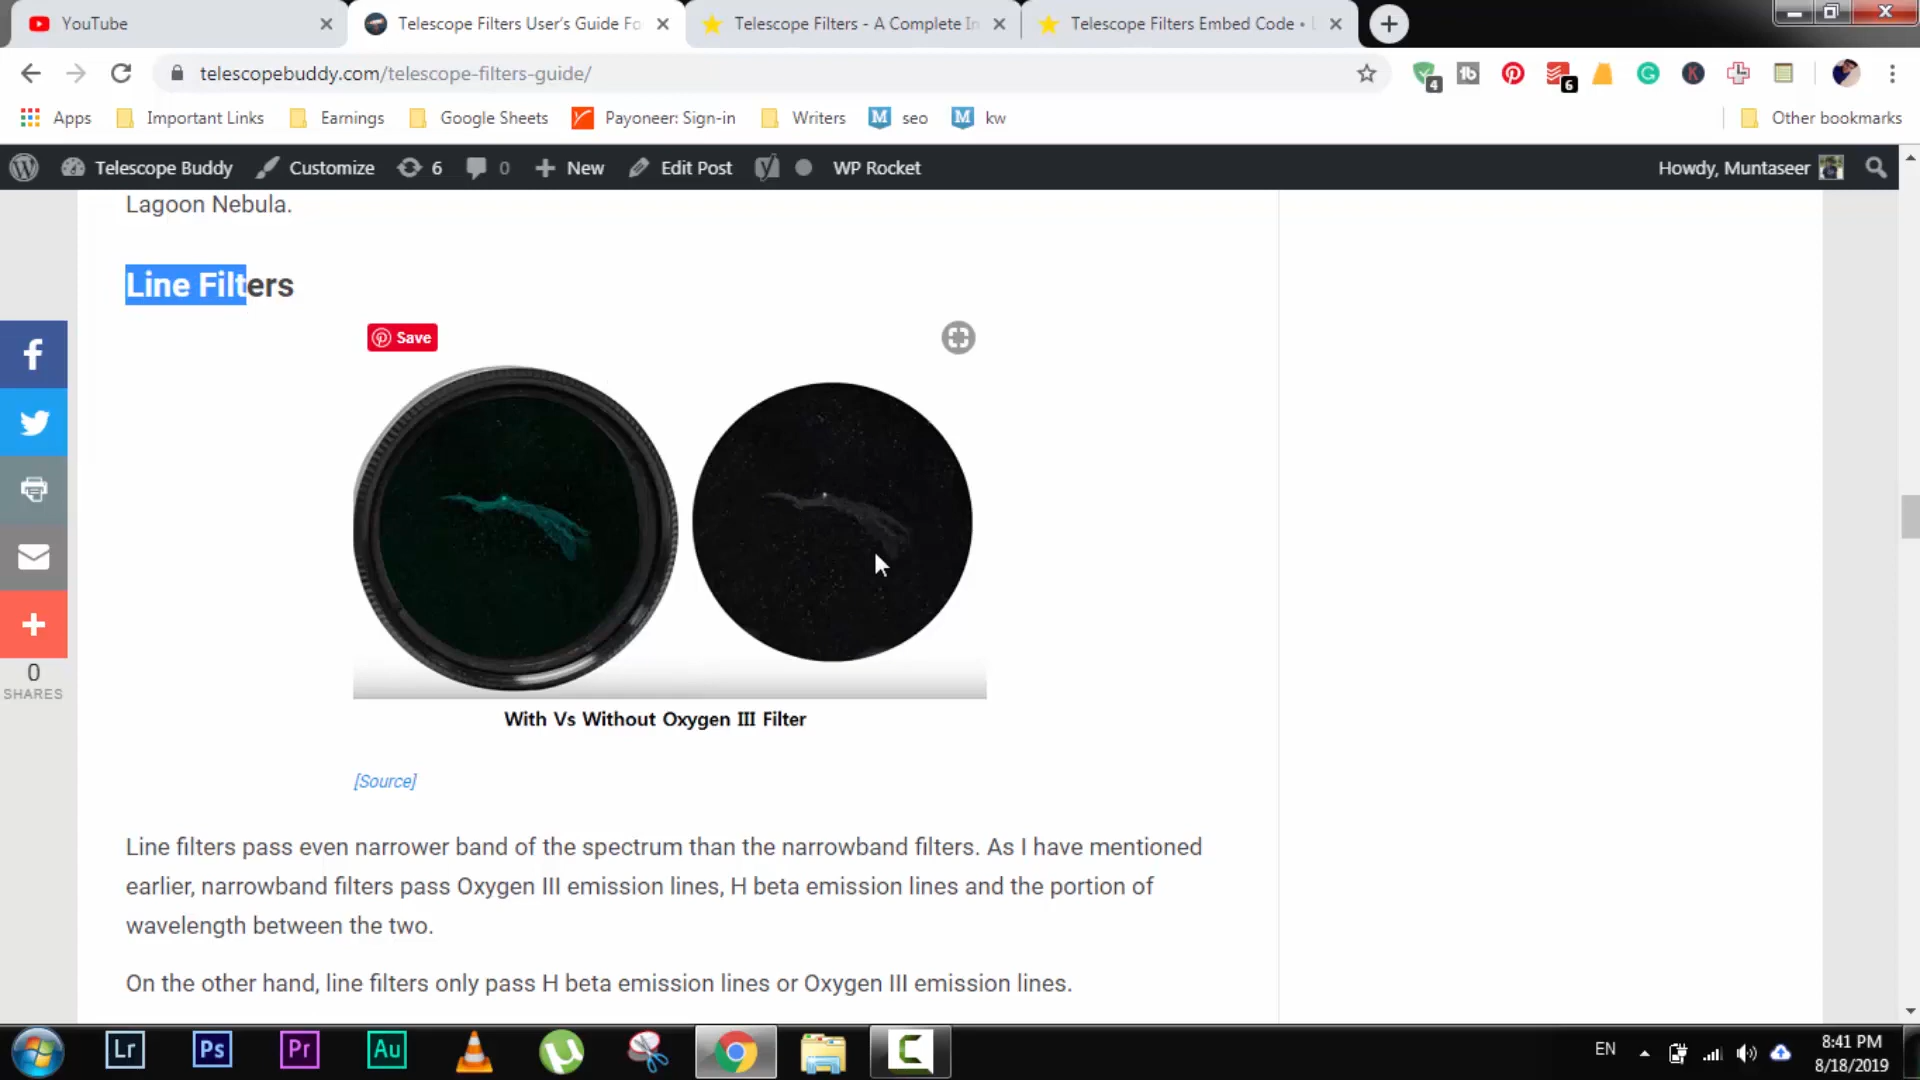 YouTube
Telescope Filters User's Guide Fo
Telescope Filters - A Complete In
Telescope Filters Embed Code •
telescopebuddy.com/telescope-filters-guide/
4
6
Apps
Important Links
Earnings
Google Sheets
Payoneer: Sign-in
Writers
M seo
M kw
Other bookmarks
Telescope Buddy
Customize
6
0
New
Edit Post
WP Rocket
Howdy, Muntaseer
Lagoon Nebula.
Line Filters
Save
With Vs Without Oxygen III Filter
[Source]
Line filters pass even narrower band of the spectrum than the narrowband filters. As I have mentioned
earlier, narrowband filters pass Oxygen III emission lines, H beta emission lines and the portion of
wavelength between the two.
On the other hand, line filters only pass H beta emission lines or Oxygen III emission lines.
0
SHARES
Lr
Ps
Pr
Au
EN
8:41 PM
8/18/2019